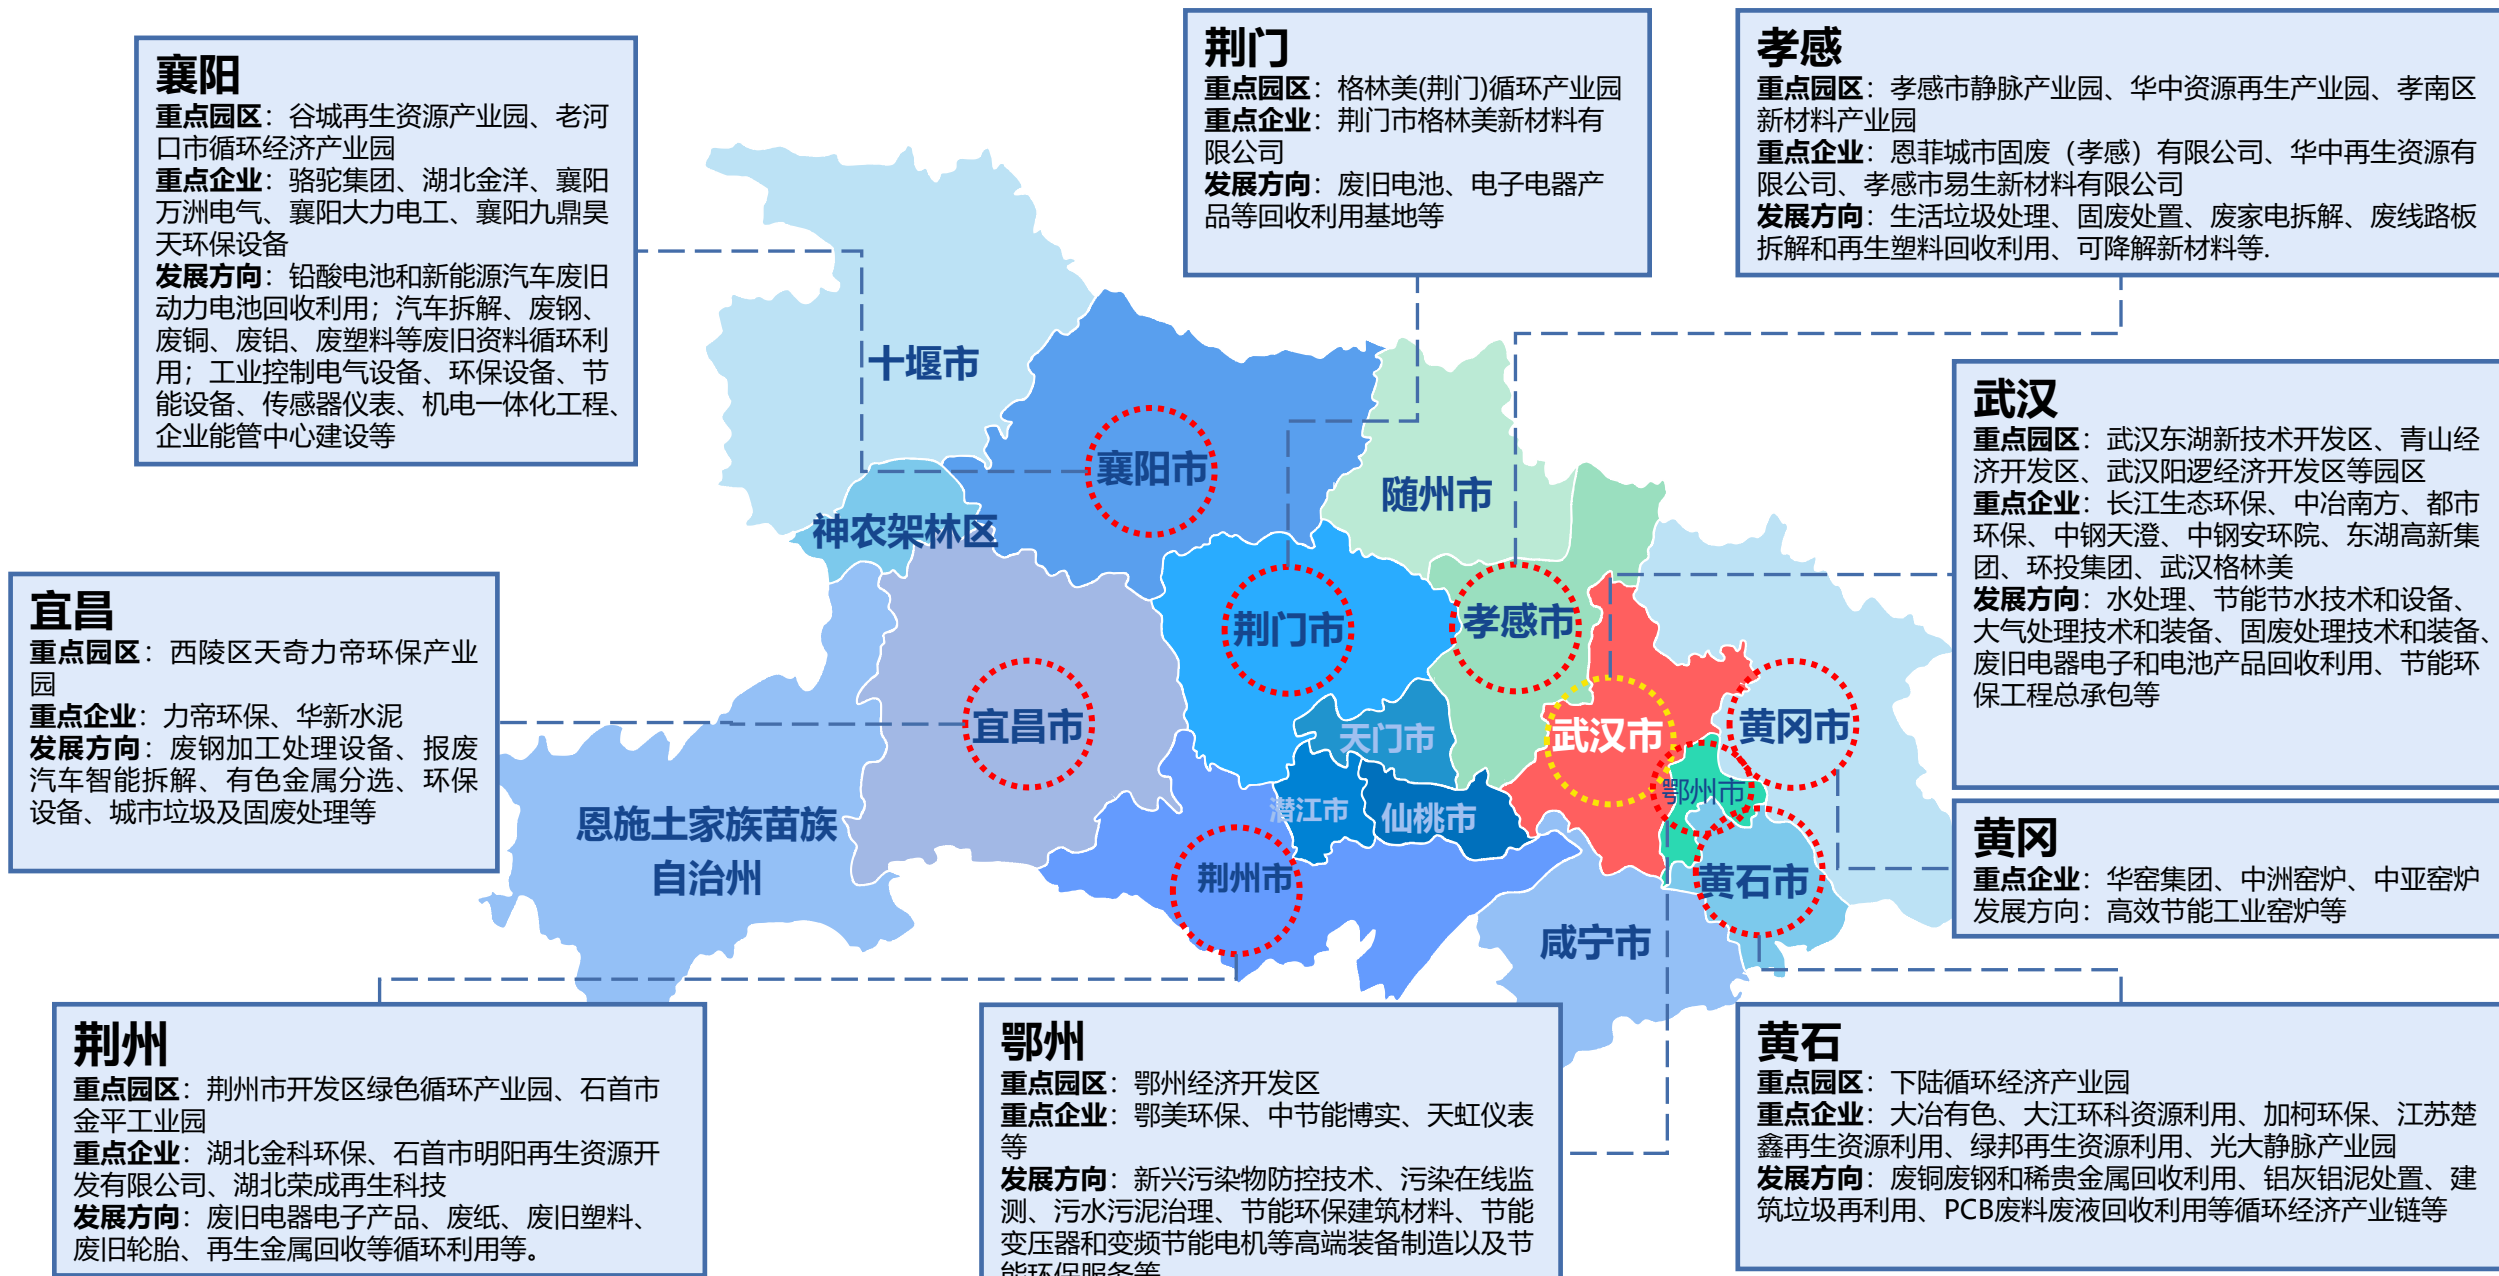 襄阳
重点园区：谷城再生资源产业园、老河
口市循环经济产业园
重点企业：骆驼集团、湖北金洋、襄阳
万洲电气、襄阳大力电工、襄阳九鼎昊
天环保设备
发展方向：铅酸电池和新能源汽车废旧
动力电池回收利用；汽车拆解、废钢、
废铜、废铝、废塑料等废旧资料循环利
用；工业控制电气设备、环保设备、节
能设备、传感器仪表、机电一体化工程、
企业能管中心建设等
荆门
重点园区：格林美(荆门)循环产业园
重点企业：荆门市格林美新材料有
限公司
发展方向：废旧电池、电子电器产
品等回收利用基地等
孝感
重点园区：孝感市静脉产业园、华中资源再生产业园、孝南区
新材料产业园
重点企业：恩菲城市固废（孝感）有限公司、华中再生资源有
限公司、孝感市易生新材料有限公司
发展方向：生活垃圾处理、固废处置、废家电拆解、废线路板
拆解和再生塑料回收利用、可降解新材料等.
武汉
重点园区：武汉东湖新技术开发区、青山经
济开发区、武汉阳逻经济开发区等园区
重点企业：长江生态环保、中冶南方、都市
环保、中钢天澄、中钢安环院、东湖高新集
团、环投集团、武汉格林美
发展方向：水处理、节能节水技术和设备、
大气处理技术和装备、固废处理技术和装备、
废旧电器电子和电池产品回收利用、节能环
保工程总承包等
宜昌
重点园区：西陵区天奇力帝环保产业
园
重点企业：力帝环保、华新水泥
发展方向：废钢加工处理设备、报废
汽车智能拆解、有色金属分选、环保
设备、城市垃圾及固废处理等
十堰市
襄阳市
随州市
神农架林区
荆门市
孝感市
宜昌市
天门市
武汉市
黄冈市
鄂州市
潜江市
仙桃市
恩施土家族苗族
自治州
荆州市
黄石市
咸宁市
黄冈
重点企业：华窑集团、中洲窑炉、中亚窑炉
发展方向：高效节能工业窑炉等
荆州
重点园区：荆州市开发区绿色循环产业园、石首市
金平工业园
重点企业：湖北金科环保、石首市明阳再生资源开
发有限公司、湖北荣成再生科技
发展方向：废旧电器电子产品、废纸、废旧塑料、
废旧轮胎、再生金属回收等循环利用等。
鄂州
重点园区：鄂州经济开发区
重点企业：鄂美环保、中节能博实、天虹仪表
等
发展方向：新兴污染物防控技术、污染在线监
测、污水污泥治理、节能环保建筑材料、节能
变压器和变频节能电机等高端装备制造以及节
能环保服务等
黄石
重点园区：下陆循环经济产业园
重点企业：大冶有色、大江环科资源利用、加柯环保、江苏楚
鑫再生资源利用、绿邦再生资源利用、光大静脉产业园
发展方向：废铜废钢和稀贵金属回收利用、铝灰铝泥处置、建
筑垃圾再利用、PCB废料废液回收利用等循环经济产业链等